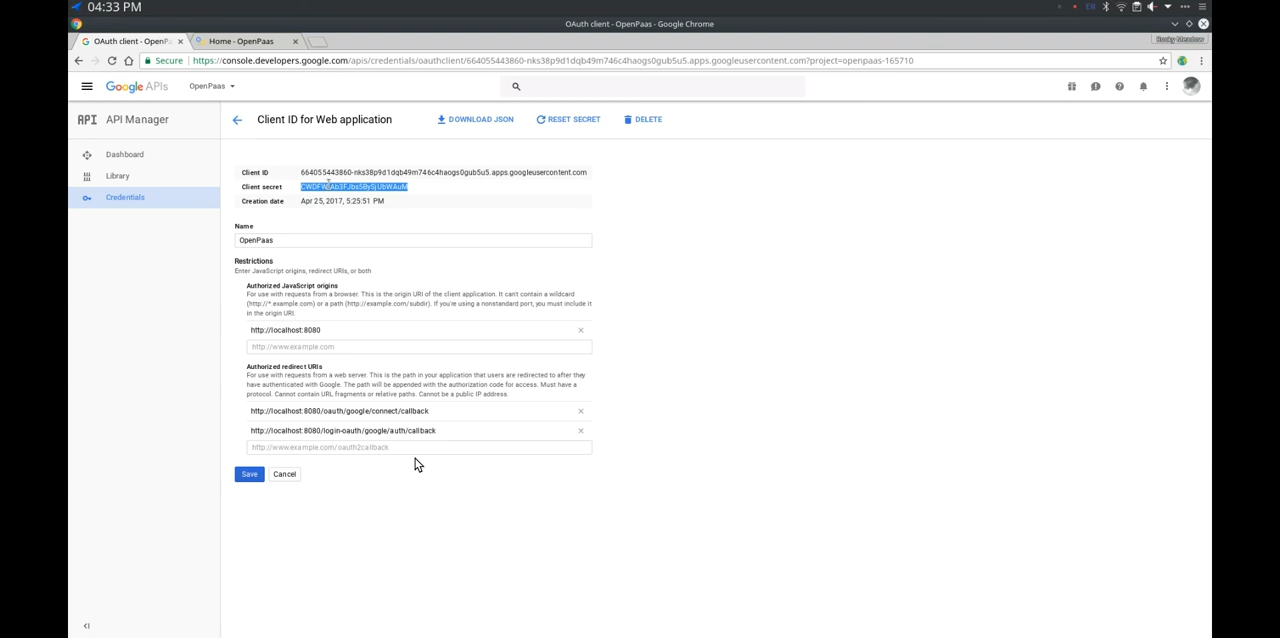 04:33 PM
EN
OAuth client - OpenPaas - Google Chrome
OAuth client - OpenPa
Home - OpenPaas
Rocky Meadow
Secure
https://console.developers.google.com/apis/credentials/oauthclient/664055443860-nks38p9d1dqb49m746c4haogs0gub5u5.apps.googleusercontent.com?project=openpaas-165710
Google APIs
OpenPaas
API
API Manager
Client ID for Web application
DOWNLOAD JSON
RESET SECRET
DELETE
Dashboard
Library
Credentials
Client ID
664055443860-nks38p9d1dqb49m746c4haogs0gub5u5.apps.googleusercontent.com
Client secret
Creation date
Apr 25, 2017, 5:25:51 PM
Name
OpenPaas
Restrictions
Enter JavaScript origins, redirect URIs, or both
Authorized JavaScript origins
For use with requests from a browser. This is the origin URI of the client application. It can't contain a wildcard
(http://*.example.com) or a path (http://example.com/subdir). If you're using a nonstandard port, you must include it
in the origin URI.
http://localhost:8080
http://www.example.com
Authorized redirect URIs
For use with requests from a web server. This is the path in your application that users are redirected to after they
have authenticated with Google. The path will be appended with the authorization code for access. Must have a
protocol. Cannot contain URL fragments or relative paths. Cannot be a public IP address.
http://localhost:8080/oauth/google/connect/callback
http://localhost:8080/login-oauth/google/auth/callback
http://www.example.com/oauth2callback
Save
Cancel